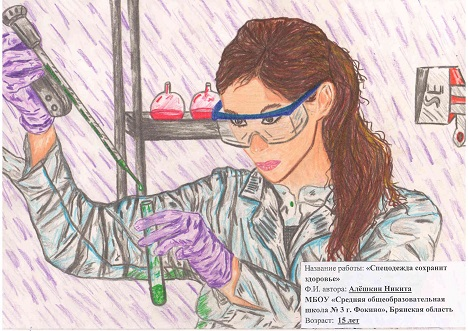 SE
Название работы: «Спецодежда сохранит
здоровье»
Ф.И. автора: Алёшкин Никита
МБОУ «Средняя общеобразовательная
школа № 3 г. Фокино», Брянская область
Возраст: 15 лет